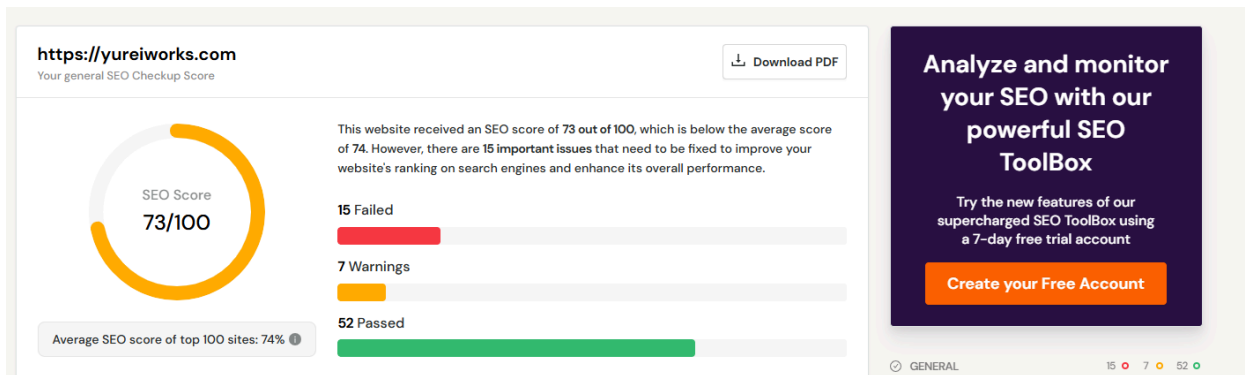 https://yureiworks.com
Your general SEO Checkup Score
Download PDF
SEO Score
73/100
Average SEO score of top 100 sites: 74%
This website received an SEO score of 73 out of 100, which is below the average score
of 74. However, there are 15 important issues that need to be fixed to improve your
website's ranking on search engines and enhance its overall performance.
15 Failed
7 Warnings
52 Passed
Analyze and monitor
your SEO with our
powerful SEO
ToolBox
Try the new features of our
supercharged SEO ToolBox using
a 7-day free trial account
Create your Free Account
GENERAL 15 7 52